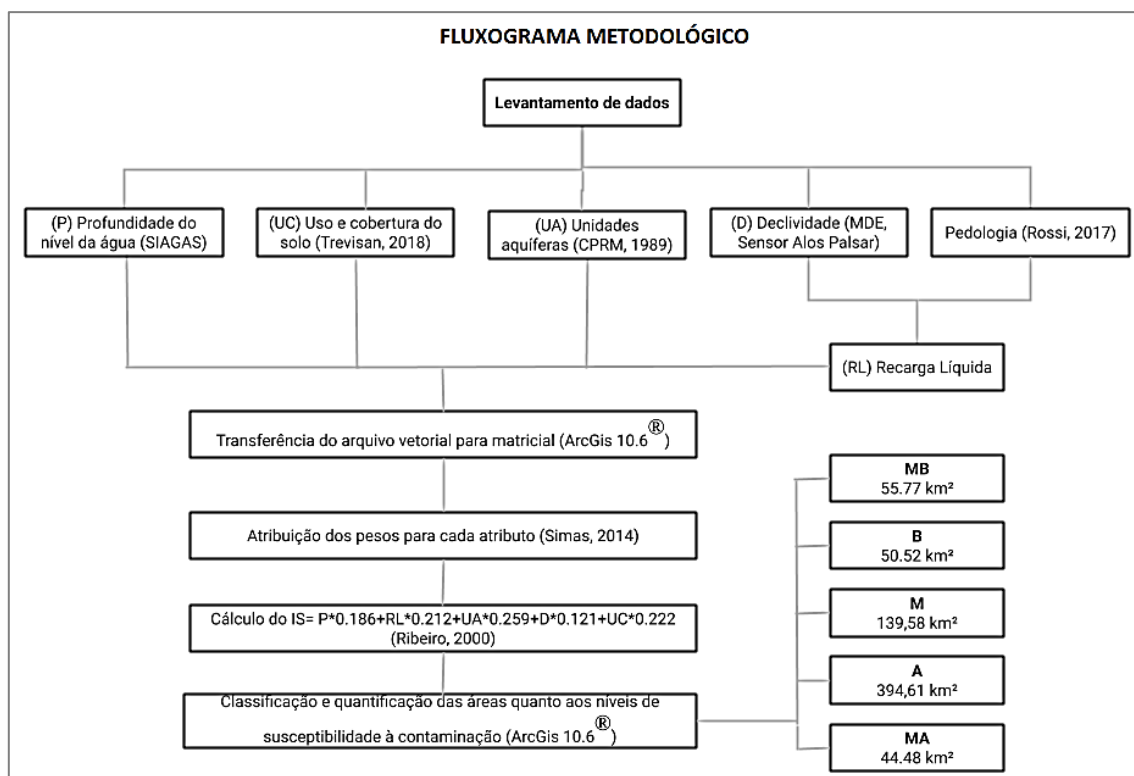 FLUXOGRAMA METODOLÓGICO
Levantamento de dados
(P) Profundidade do
nível da água (SIAGAS)
(UC) Uso e cobertura do
solo (Trevisan, 2018)
(UA) Unidades
aquíferas (CPRM, 1989)
(D) Declividade (MDE,
Sensor Alos Palsar)
Pedologia (Rossi, 2017)
(RL) Recarga Líquida
Transferência do arquivo vetorial para matricial (ArcGis 10.6®)
Atribuição dos pesos para cada atributo (Simas, 2014)
Cálculo do IS= P*0.186+RL*0.212+UA*0.259+D*0.121+UC*0.222
(Ribeiro, 2000)
Classificação e quantificação das áreas quanto aos níveis de
susceptibilidade à contaminação (ArcGis 10.6®)
MB
55.77 km²
B
50.52 km²
M
139,58 km²
A
394,61 km²
MA
44.48 km²